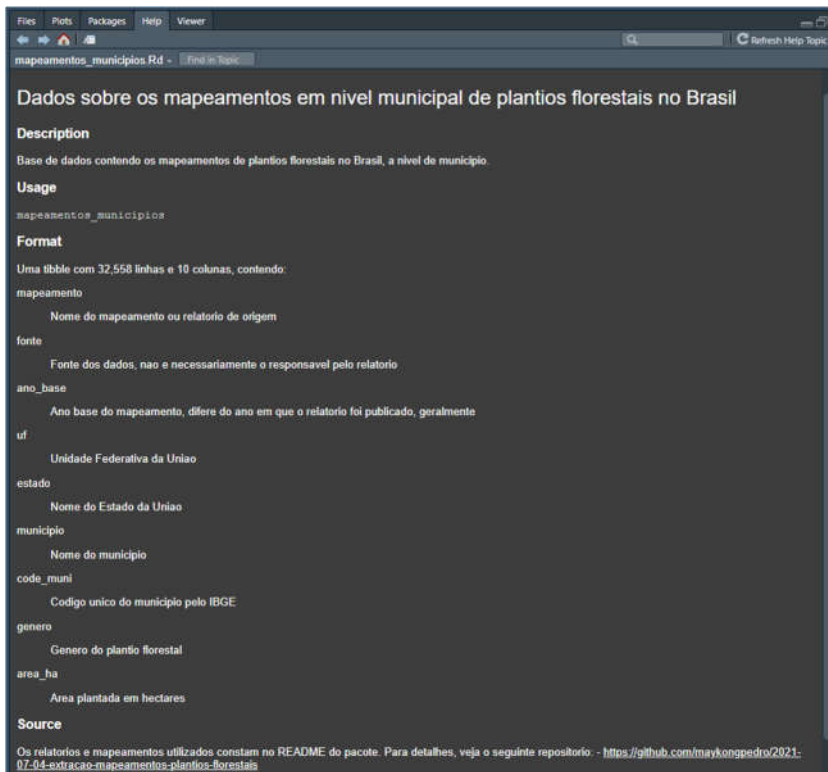 Files Plots Packages Help Viewer
Refresh Help Topic
mapeamentos_municipios.Rd Find in Topic
Dados sobre os mapeamentos em nivel municipal de plantios florestais no Brasil
Description
Base de dados contendo os mapeamentos de plantios florestais no Brasil, a nivel de municipio.
Usage
mapeamentos_municipios
Format
Uma tibble com 32,558 linhas e 10 colunas, contendo:
mapeamento
Nome do mapeamento ou relatorio de origem
fonte
Fonte dos dados, nao e necessariamente o responsavel pelo relatorio
ano_base
Ano base do mapeamento, difere do ano em que o relatorio foi publicado, geralmente
uf
Unidade Federativa da Uniao
estado
Nome do Estado da Uniao
municipio
Nome do municipio
code_muni
Codigo unico do municipio pelo IBGE
genero
Genero do plantio florestal
area_ha
Area plantada em hectares
Source
Os relatorios e mapeamentos utilizados constam no README do pacote. Para detalhes, veja o seguinte repositorio: - https://github.com/maykongpedro/2021-
07-04-extracao-mapeamentos-plantios-florestais